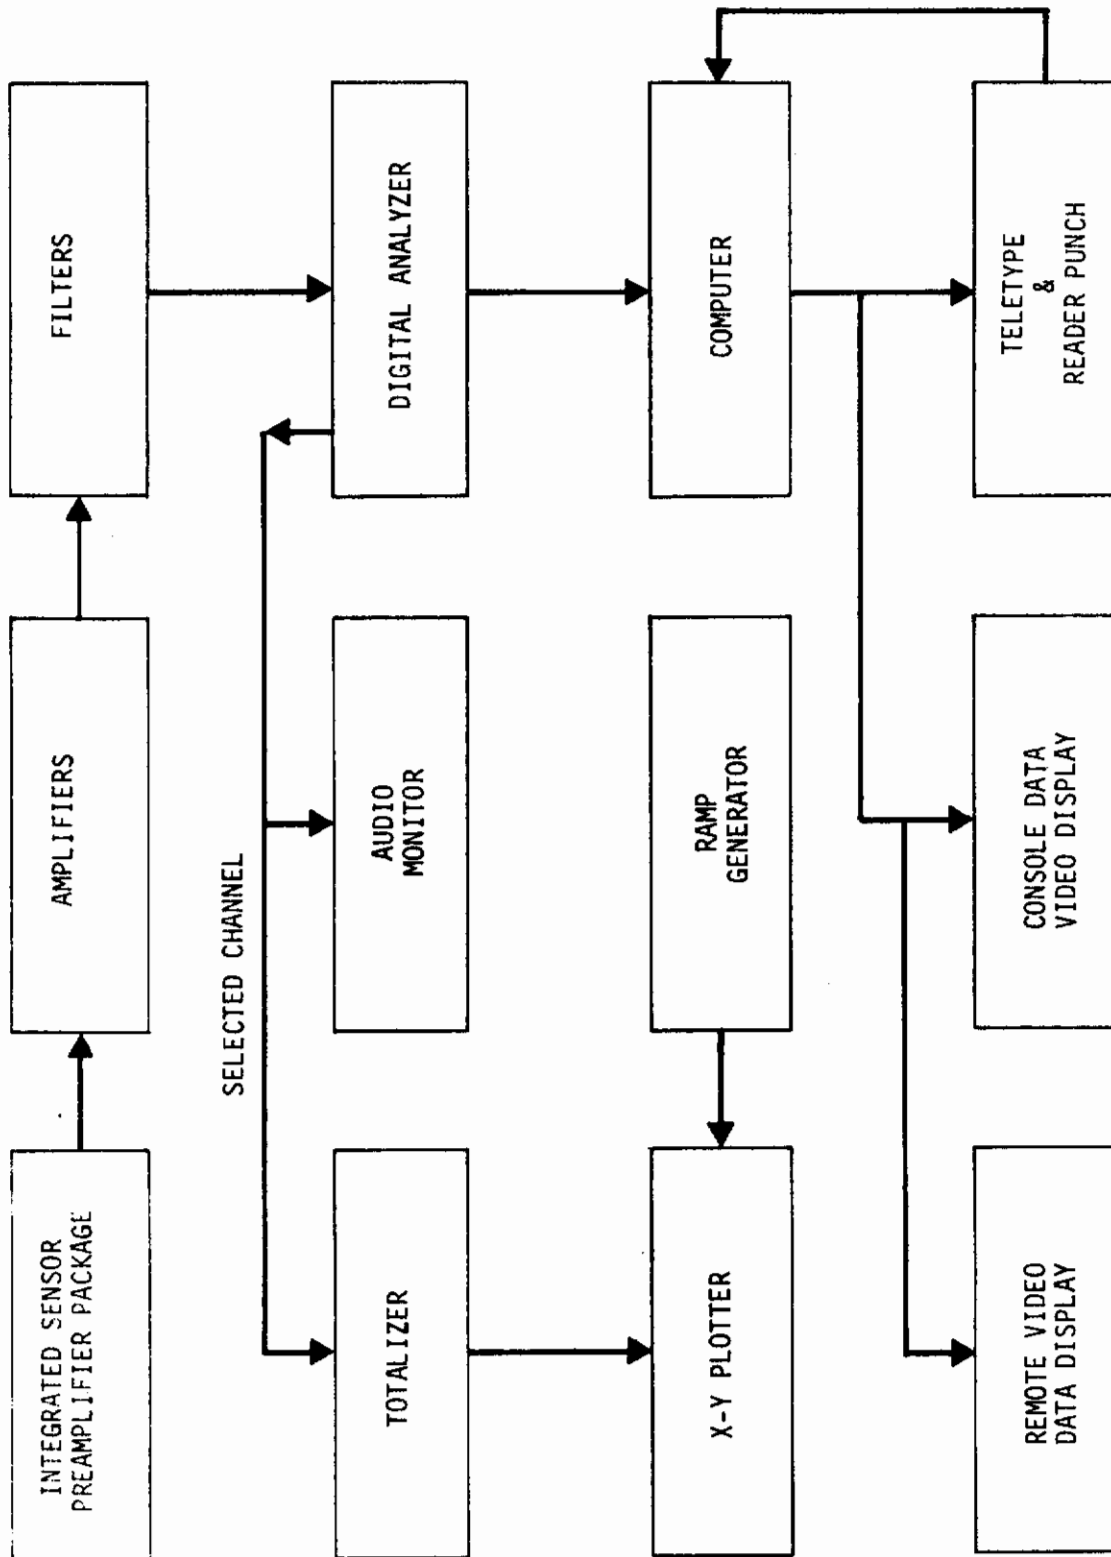 INTEGRATED SENSOR
PREAMPLIFIER PACKAGE
AMPLIFIERS
FILTERS
SELECTED CHANNEL
TOTALIZER
AUDIO
MONITOR
DIGITAL ANALYZER
X-Y PLOTTER
RAMP
GENERATOR
COMPUTER
REMOTE VIDEO
DATA DISPLAY
CONSOLE DATA
VIDEO DISPLAY
TELETYPE
&
READER PUNCH